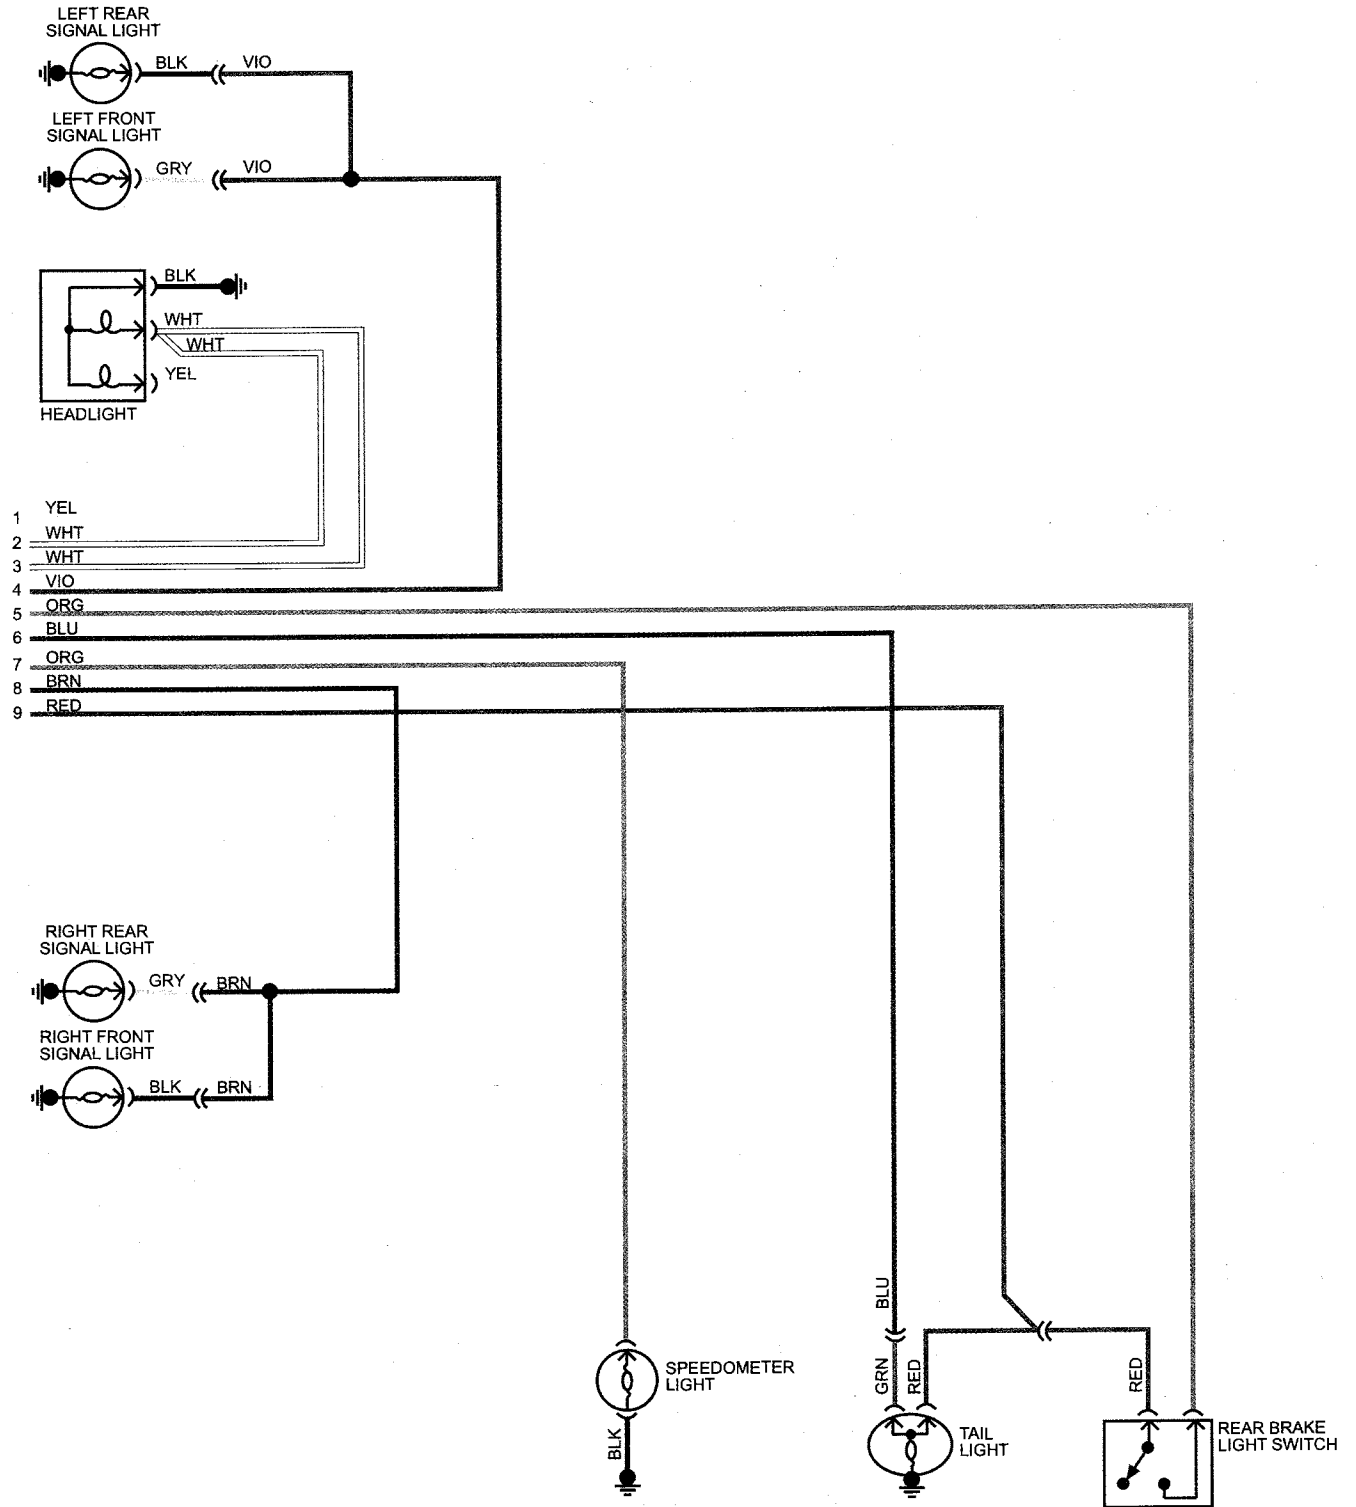 LEFT REAR
SIGNAL LIGHT
BLK
VIO
LEFT FRONT
SIGNAL LIGHT
GRY
VIO
BLK
WHT
WHT
YEL
HEADLIGHT
1 YEL
2 WHT
3 WHT
4 VIO
5 ORG
6 BLU
7 ORG
8 BRN
9 RED
RIGHT REAR
SIGNAL LIGHT
GRY
BRN
RIGHT FRONT
SIGNAL LIGHT
BLK
BRN
BLU
GRN
RED
RED
SPEEDOMETER
LIGHT
BLK
TAIL
LIGHT
REAR BRAKE
LIGHT SWITCH